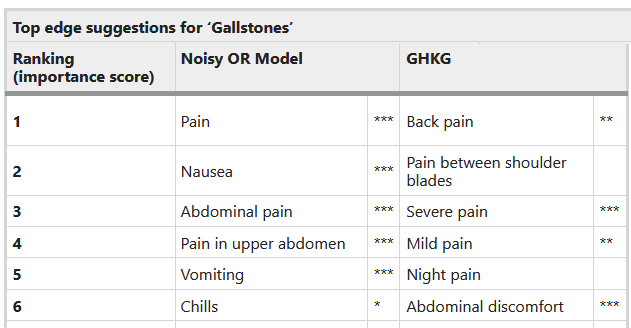 Top edge suggestions for ‘Gallstones’
Ranking (importance score) Noisy OR Model GHKG
1 Pain *** Back pain **
2 Nausea *** Pain between shoulder blades
3 Abdominal pain *** Severe pain ***
4 Pain in upper abdomen *** Mild pain **
5 Vomiting *** Night pain
6 Chills * Abdominal discomfort ***